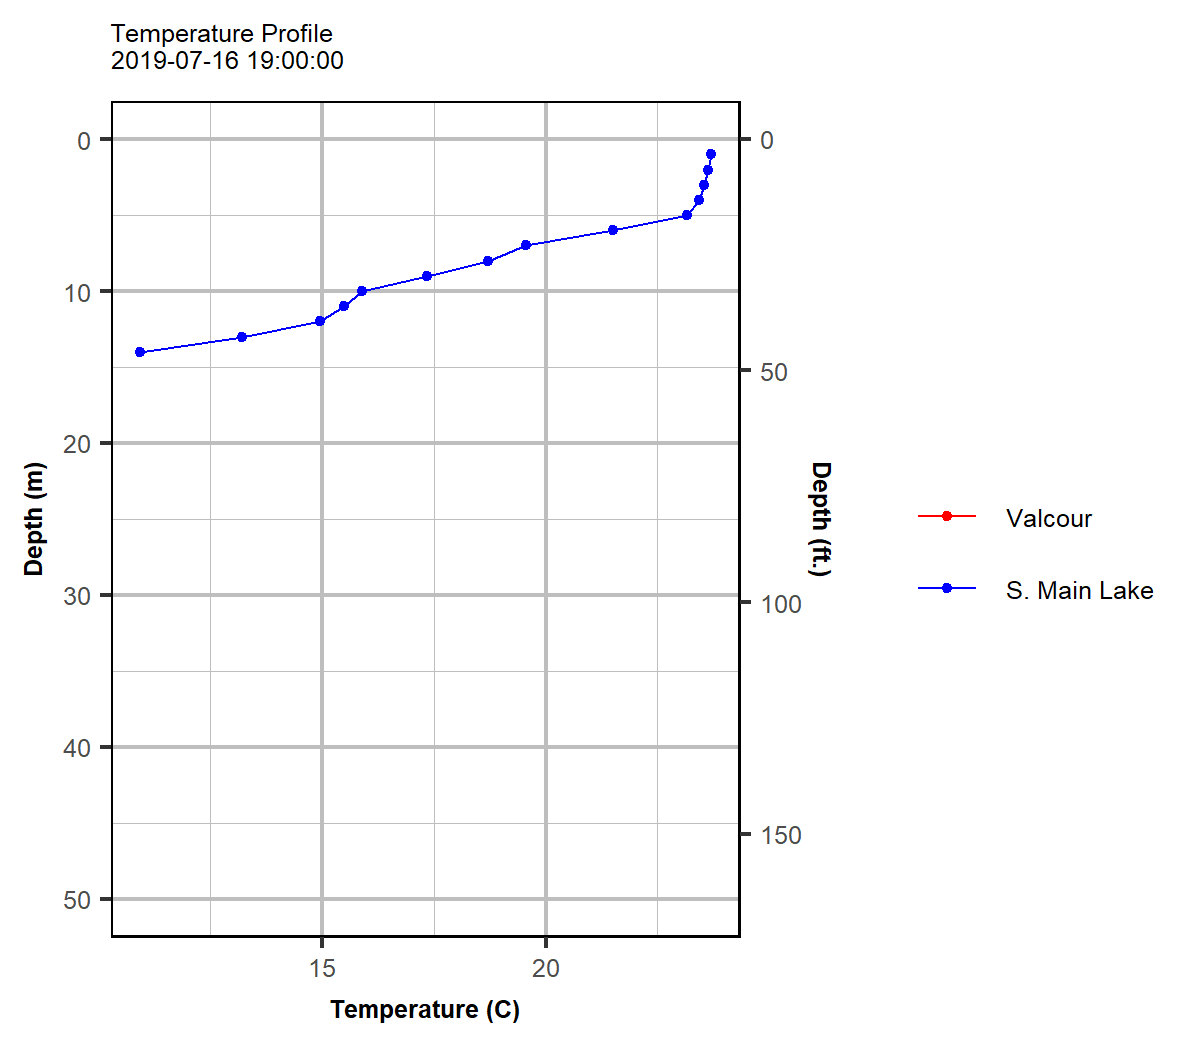 Temperature Profile
2019-07-16 19:00:00
0
10
20
30
40
50
Depth (m)
0
50
100
150
Depth (ft.)
15
20
Temperature (C)
Valcour
S. Main Lake